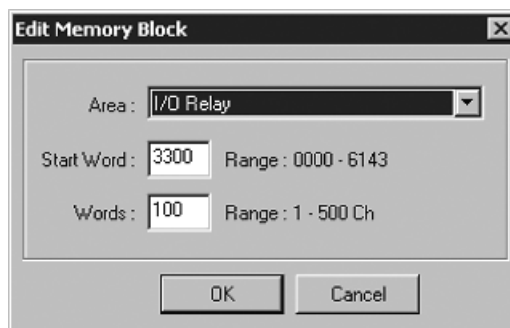 Edit Memory Block
Area : I/O Relay
Start Word : 3300 Range : 0000 - 6143
Words : 100 Range : 1 - 500 Ch
OK Cancel